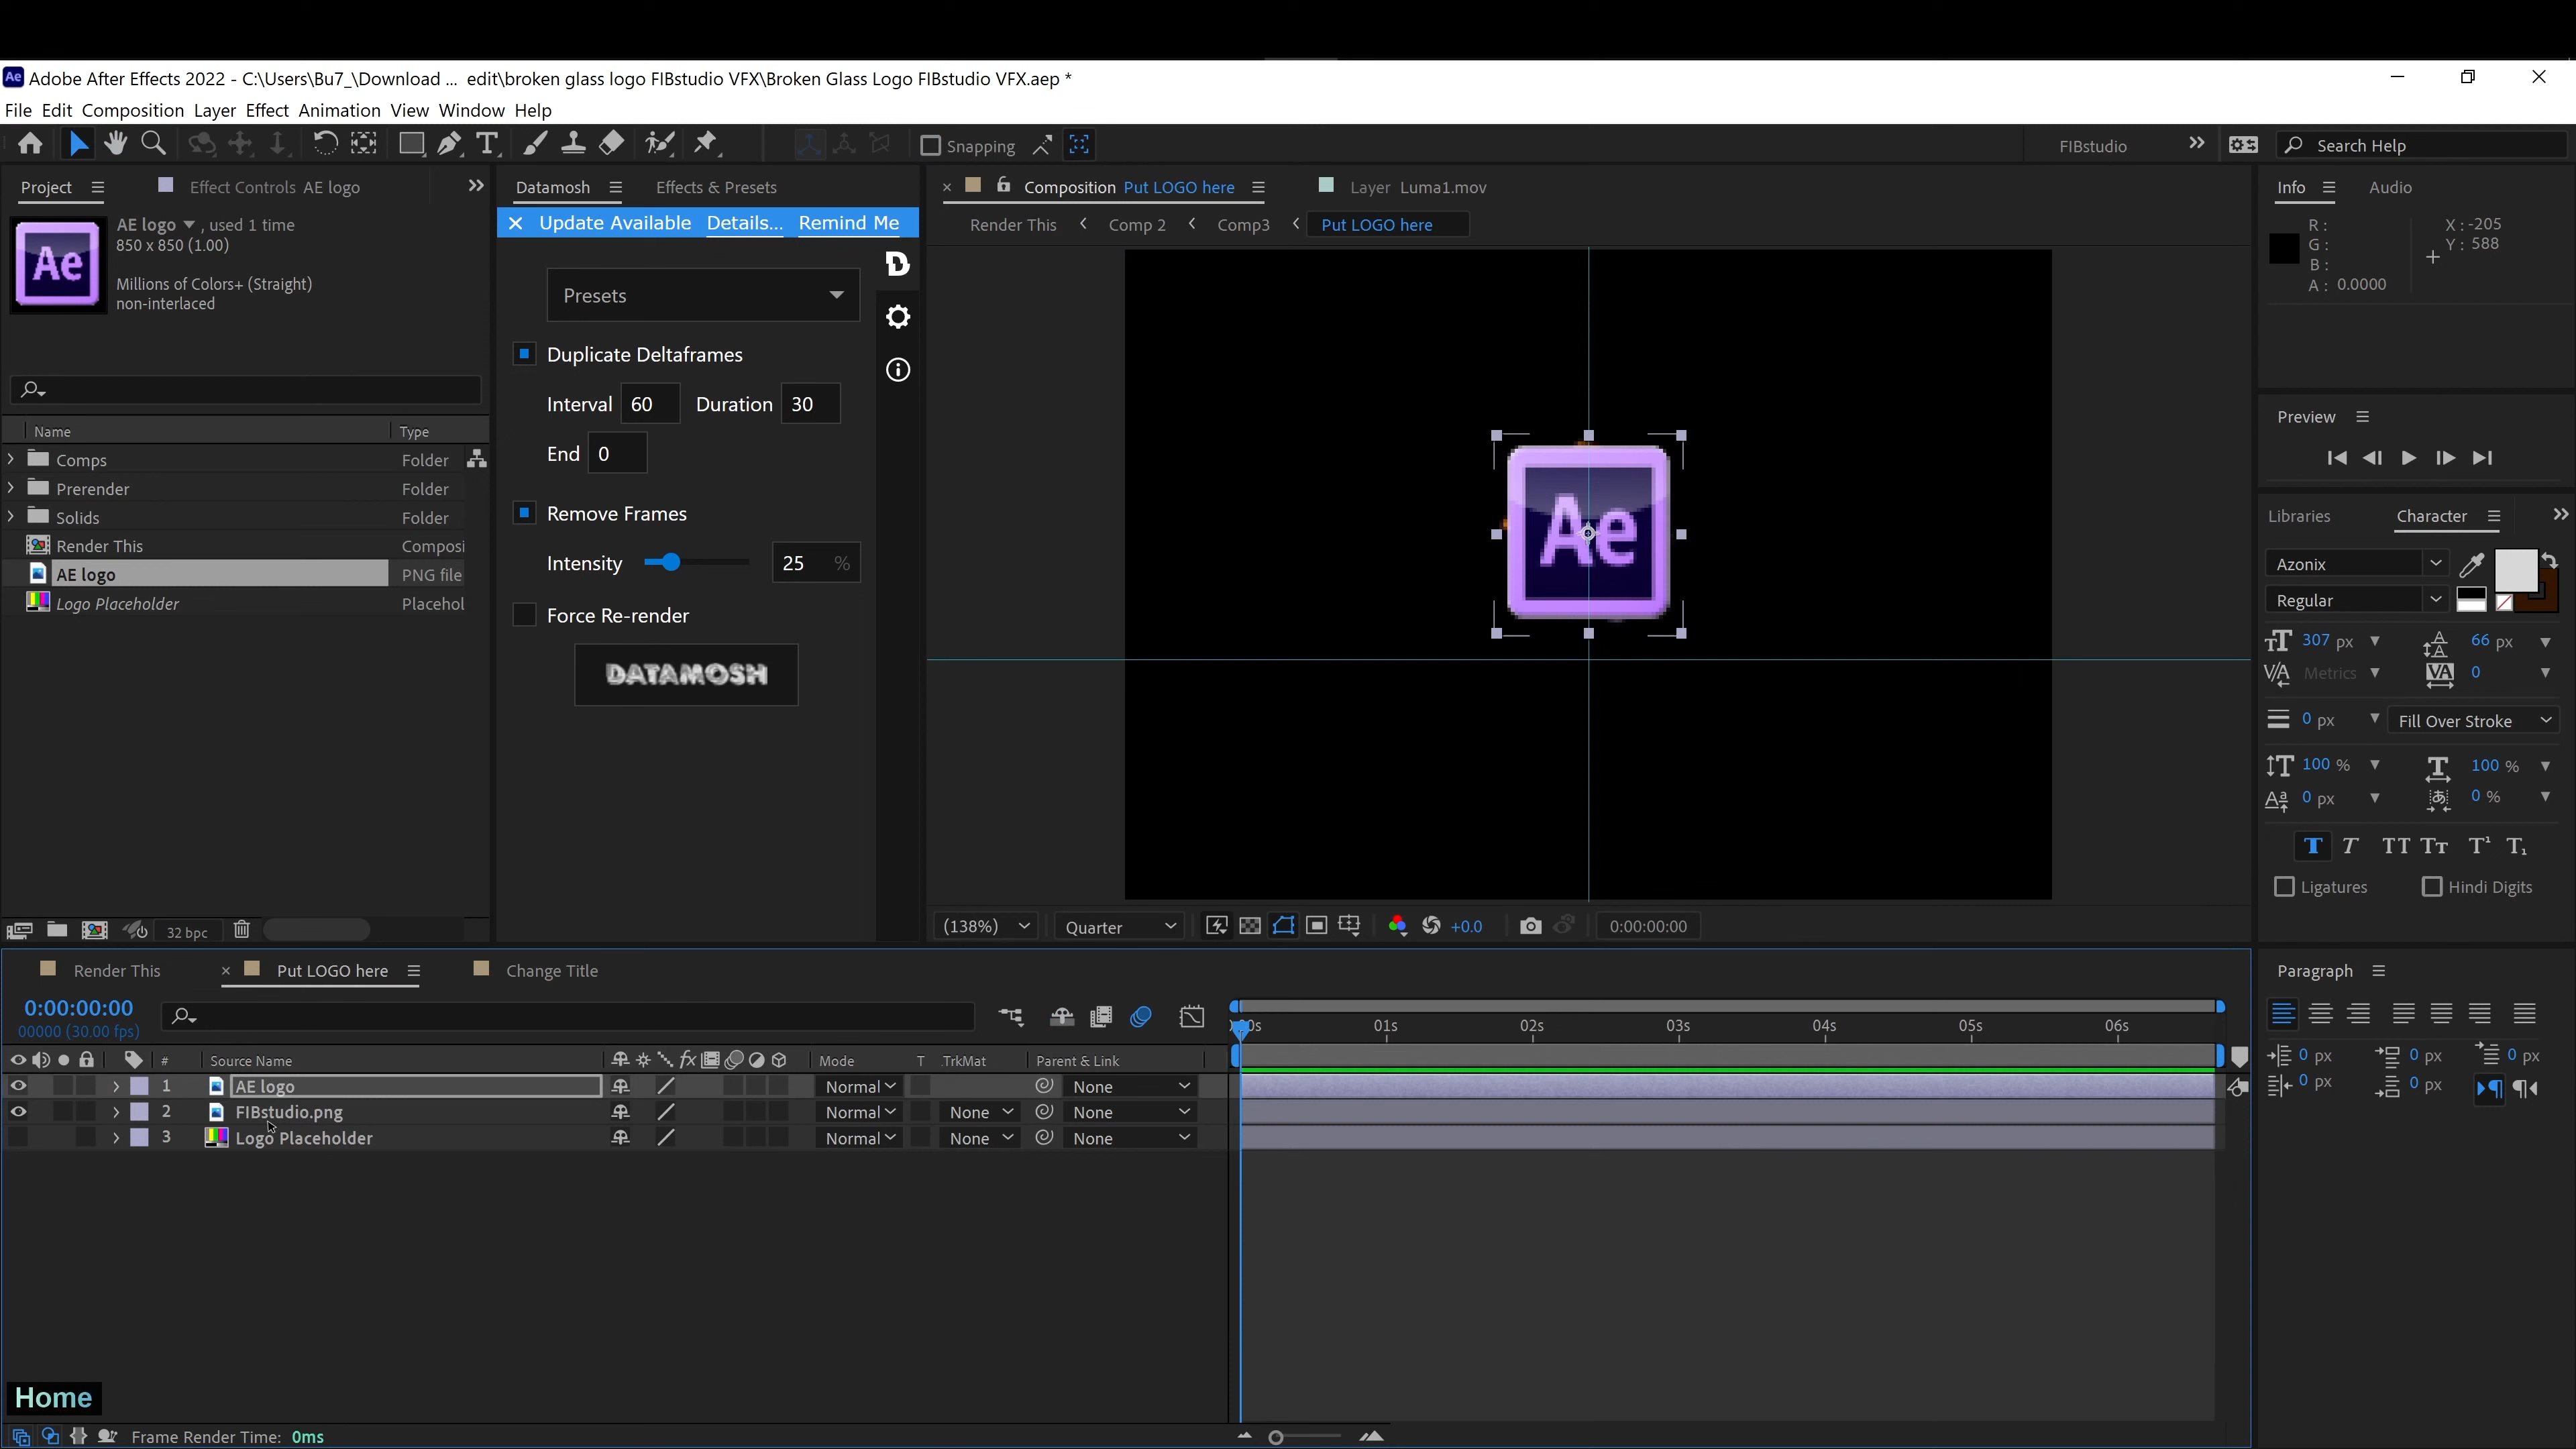 Ae Adobe After Effects 2022 - C:\Users\Bu7_\Download ... edit\broken glass logo FIBstudio VFX\Broken Glass Logo FIBstudio VFX.aep *
File Edit Composition Layer Effect Animation View Window Help
Snapping
FIBstudio
Search Help
Project
Effect Controls AE logo
AE logo , used 1 time
850 x 850 (1.00)
Millions of Colors+ (Straight)
non-interlaced
Ae
Name Type
Comps Folder
Prerender Folder
Solids Folder
Render This Composi
AE logo PNG file
Logo Placeholder Placehol
32 bpc
Datamosh
Effects & Presets
Update Available Details... Remind Me
Presets
Duplicate Deltaframes
Interval 60 Duration 30
End 0
Remove Frames
Intensity 25 %
Force Re-render
DATAMOSH
Composition Put LOGO here
Layer Luma1.mov
Render This Comp 2 Comp3 Put LOGO here
Ae
(138%) Quarter +0.0 0:00:00:00
Info Audio
R :
G :
B :
A : 0.0000
X : -205
Y : 588
Preview
Libraries Character
Azonix
Regular
307 px 66 px
Metrics 0
0 px Fill Over Stroke
100 % 100 %
0 px 0 %
T T TT Tт T¹ T₁
Ligatures Hindi Digits
Paragraph
0 px 0 px 0 px
0 px 0 px
Render This Put LOGO here Change Title
0:00:00:00
00000 (30.00 fps)
00s 01s 02s 03s 04s 05s 06s
# Source Name fx Mode T .TrkMat Parent & Link
1 AE logo Normal None
2 FIBstudio.png Normal None None
3 Logo Placeholder Normal None None
Home
Frame Render Time: 0ms